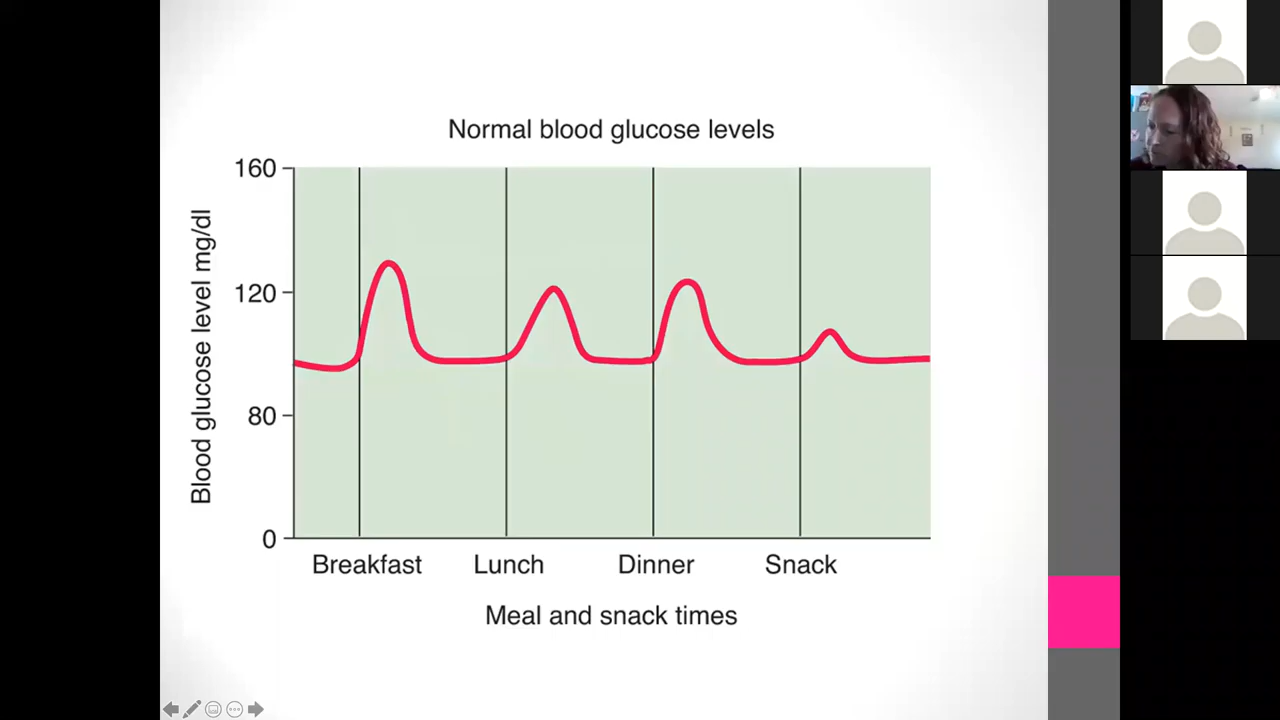 Normal blood glucose levels
160
120
80
0
Blood glucose level mg/dl
Breakfast
Lunch
Dinner
Snack
Meal and snack times